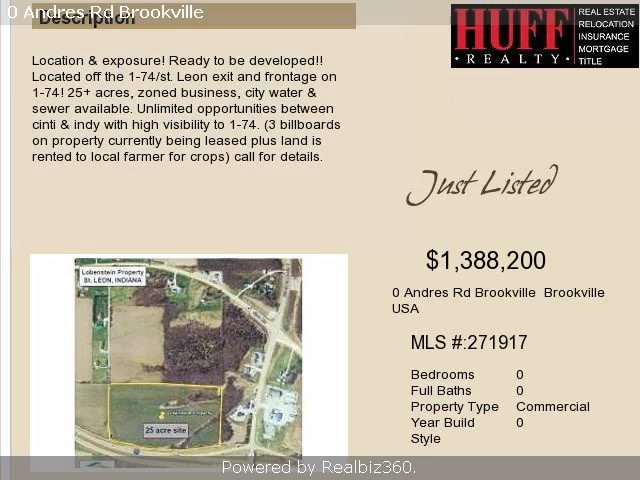 0 Andres Rd Brookville
Description
HUFF
REALTY
REAL ESTATE
RELOCATION
INSURANCE
MORTGAGE
TITLE
Location & exposure! Ready to be developed!!
Located off the 1-74/st. Leon exit and frontage on
1-74! 25+ acres, zoned business, city water &
sewer available. Unlimited opportunities between
cinti & indy with high visibility to 1-74. (3 billboards
on property currently being leased plus land is
rented to local farmer for crops) call for details.
Just Listed
$1,388,200
0 Andres Rd Brookville  Brookville
USA
MLS #:271917
Bedrooms 0
Full Baths 0
Property Type Commercial
Year Build 0
Style
Lobenstein Property
St. LEON, INDIANA
Property
25 acre site
Powered by Realbiz360.